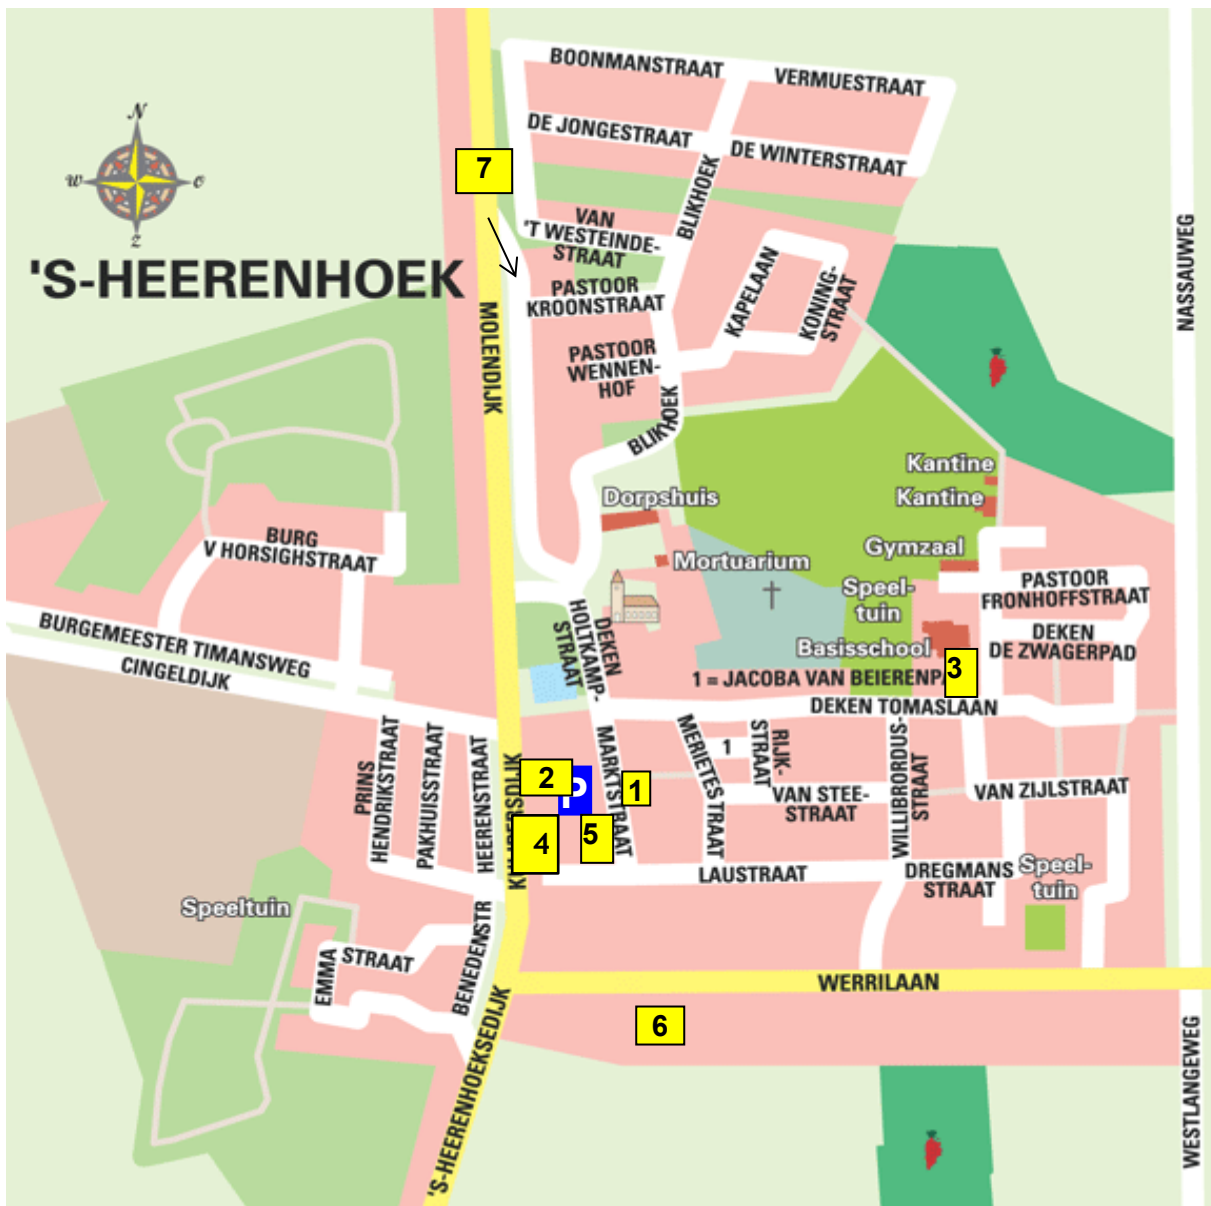 BOONMANSTRAAT
VERMUESTRAAT
N
W
O
Z
DE JONGESTRAAT
DE WINTERSTRAAT
7
BLIKHOEK
VAN
'T WESTEINDE-
STRAAT
'S-HEERENHOEK
NASSAUWEG
PASTOOR
KROONSTRAAT
KAPELAAN
KONING-
STRAAT
MOLENDIJK
PASTOOR
WENNEN-
HOF
BLIKHOEK
Kantine
Kantine
Dorpshuis
BURG
V HORSIGHSTRAAT
Gymzaal
Mortuarium
PASTOOR
FRONHOFFSTRAAT
Speel-
tuin
DEKEN
HOLTKAMP-
STRAAT
BURGEMEESTER TIMANSWEG
CINGELDIJK
Basisschool
DEKEN
DE ZWAGERPAD
3
1 = JACOBA VAN BEIERENPA
DEKEN TOMASLAAN
PRINS
HENDRIKSTRAAT
PAKHUISSTRAAT
HEERENSTRAAT
MARKTSTRAAT
MERIETESTRAAT
1
RIJK-
STRAAT
WILLIBRORDUS-
STRAAT
2
P
1
VAN STEE-
STRAAT
VAN ZIJLSTRAAT
4
5
LAUSTRAAT
DREGMANS
STRAAT
Speel-
tuin
Speeltuin
EMMA
STRAAT
BENEDENSTR
WERRILAAN
6
'S-HEERENHOEKSEDIJK
WESTLANGEWEG